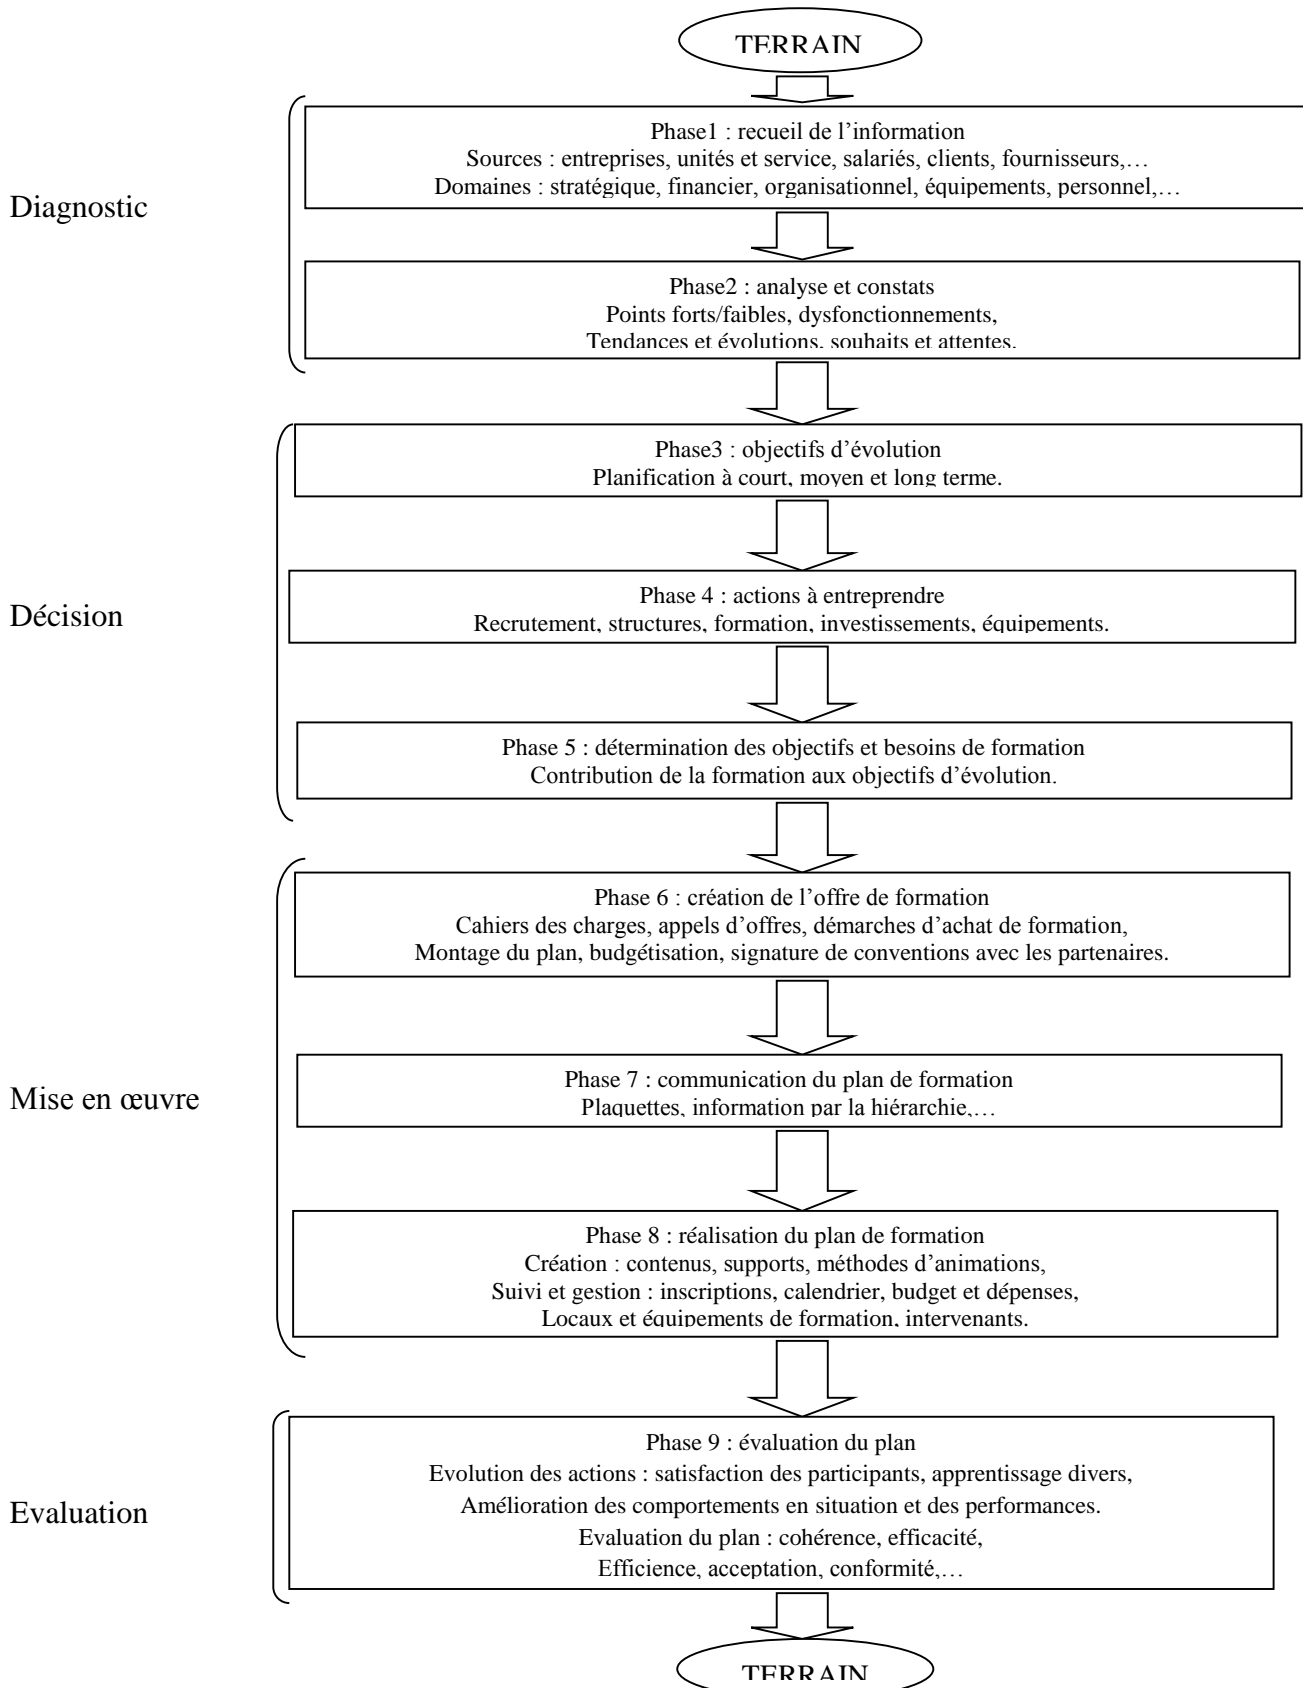 TERRAIN
Phase1 : recueil de l’information
Sources : entreprises, unités et service, salariés, clients, fournisseurs,…
Domaines : stratégique, financier, organisationnel, équipements, personnel,…
Diagnostic
Phase2 : analyse et constats
Points forts/faibles, dysfonctionnements,
Tendances et évolutions, souhaits et attentes.
Phase3 : objectifs d’évolution
Planification à court, moyen et long terme.
Phase 4 : actions à entreprendre
Décision
Recrutement, structures, formation, investissements, équipements.
Phase 5 : détermination des objectifs et besoins de formation
Contribution de la formation aux objectifs d’évolution.
Phase 6 : création de l’offre de formation
Cahiers des charges, appels d’offres, démarches d’achat de formation,
Montage du plan, budgétisation, signature de conventions avec les partenaires.
Phase 7 : communication du plan de formation
Mise en œuvre
Plaquettes, information par la hiérarchie,…
Phase 8 : réalisation du plan de formation
Création : contenus, supports, méthodes d’animations,
Suivi et gestion : inscriptions, calendrier, budget et dépenses,
Locaux et équipements de formation, intervenants.
Phase 9 : évaluation du plan
Evolution des actions : satisfaction des participants, apprentissage divers,
Amélioration des comportements en situation et des performances.
Evaluation
Evaluation du plan : cohérence, efficacité,
Efficience, acceptation, conformité,…
TERRAIN